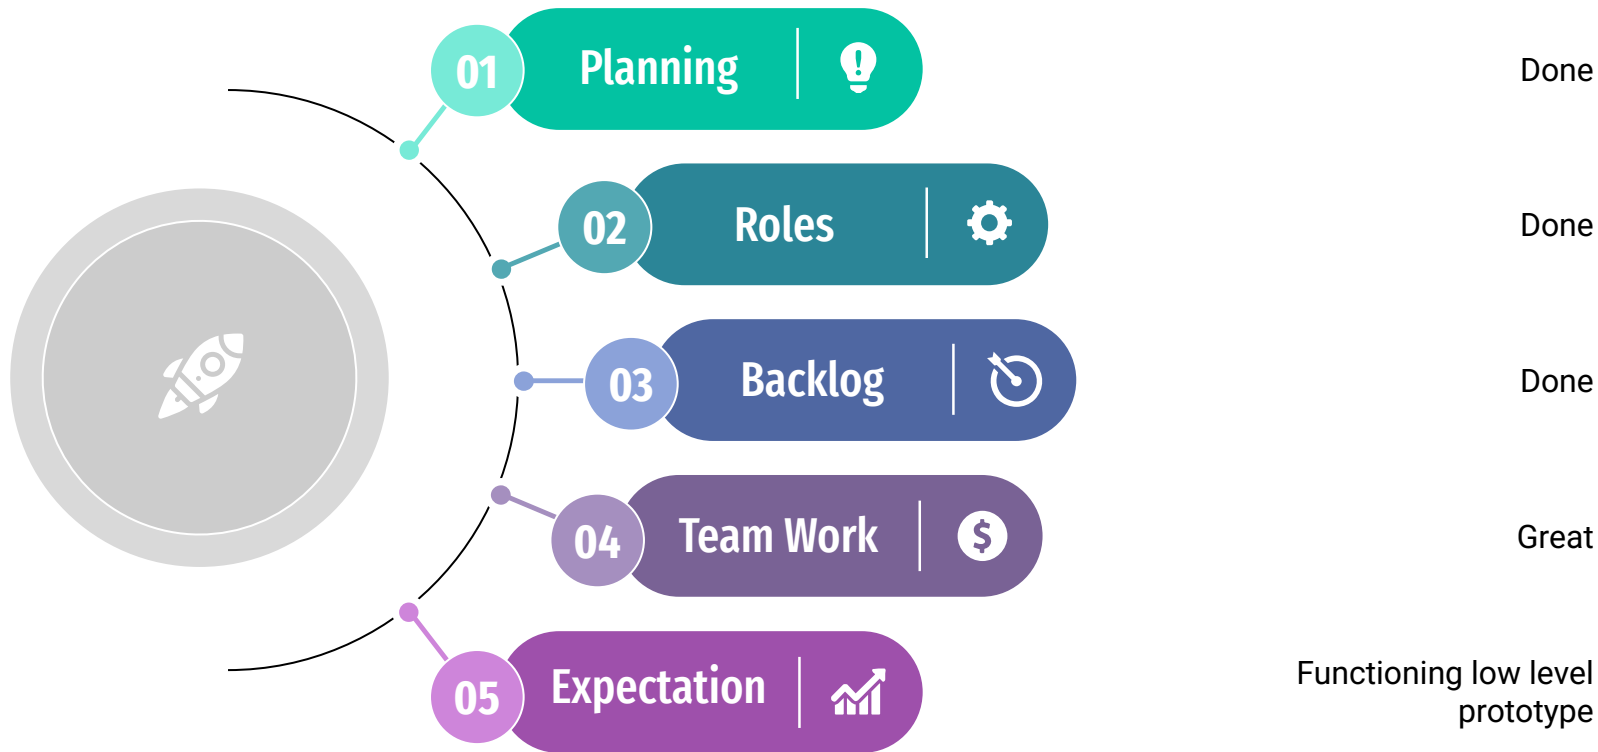 01 Planning Done
02 Roles Done
03 Backlog Done
04 Team Work $ Great
05 Expectation Functioning low level
prototype